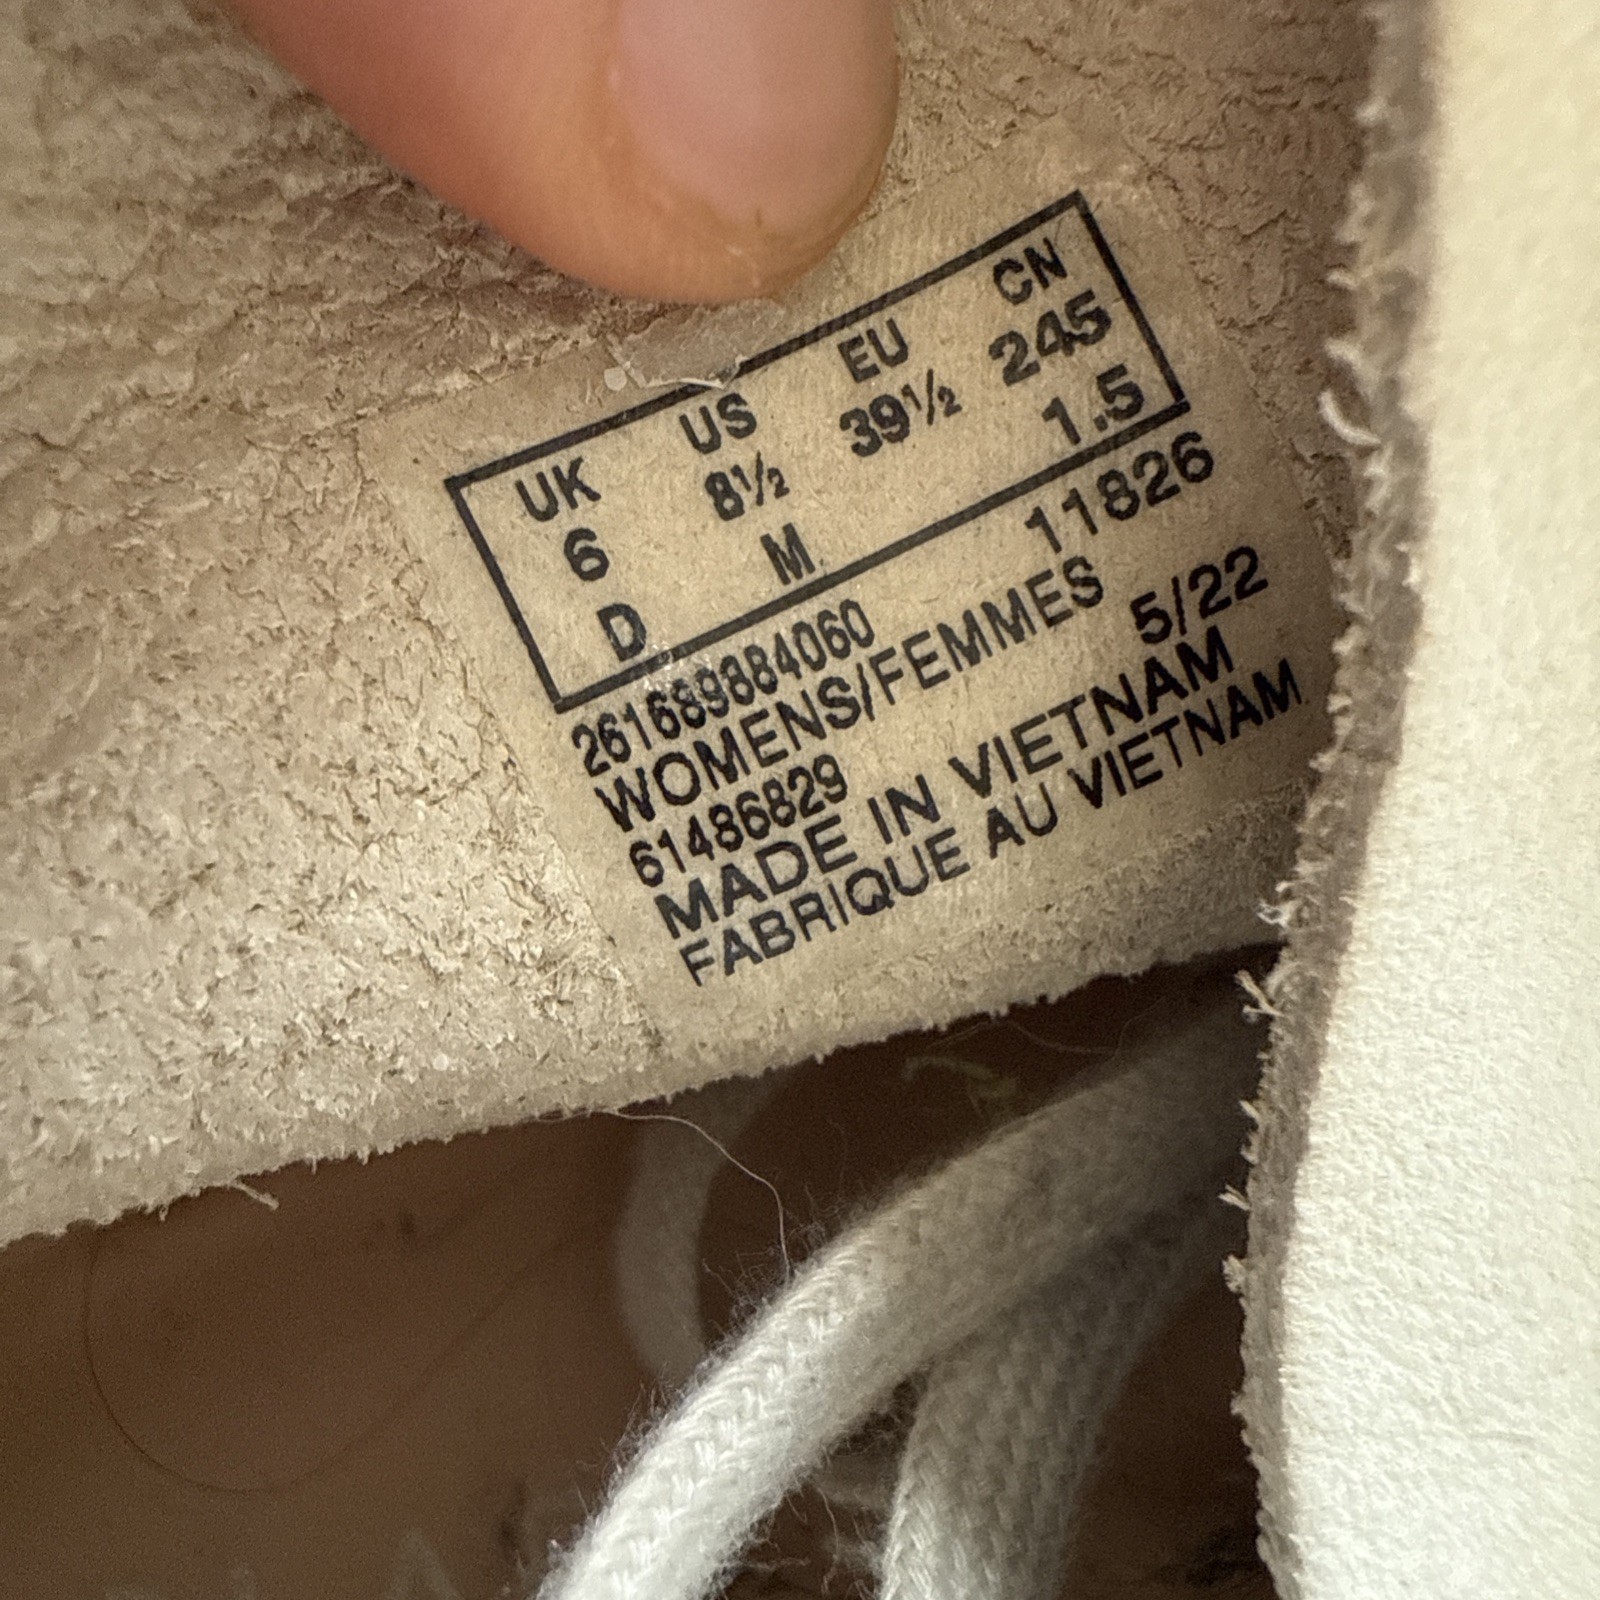 UK US EU CN
6 8½ 39½ 245
D M 1.5
261689884060 11826
WOMENS/FEMMES
61486829 5/22
MADE IN VIETNAM
FABRIQUE AU VIETNAM